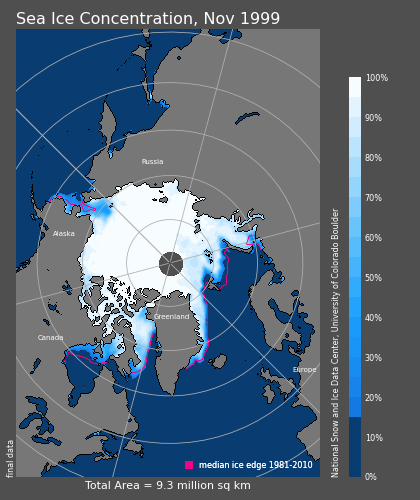 Sea Ice Concentration, Nov 1999
Russia
Alaska
Greenland
Canada
Europe
median ice edge 1981-2010
Total Area = 9.3 million sq km
final data
100%
90%
80%
70%
60%
50%
40%
30%
20%
10%
0%
National Snow and Ice Data Center, University of Colorado Boulder